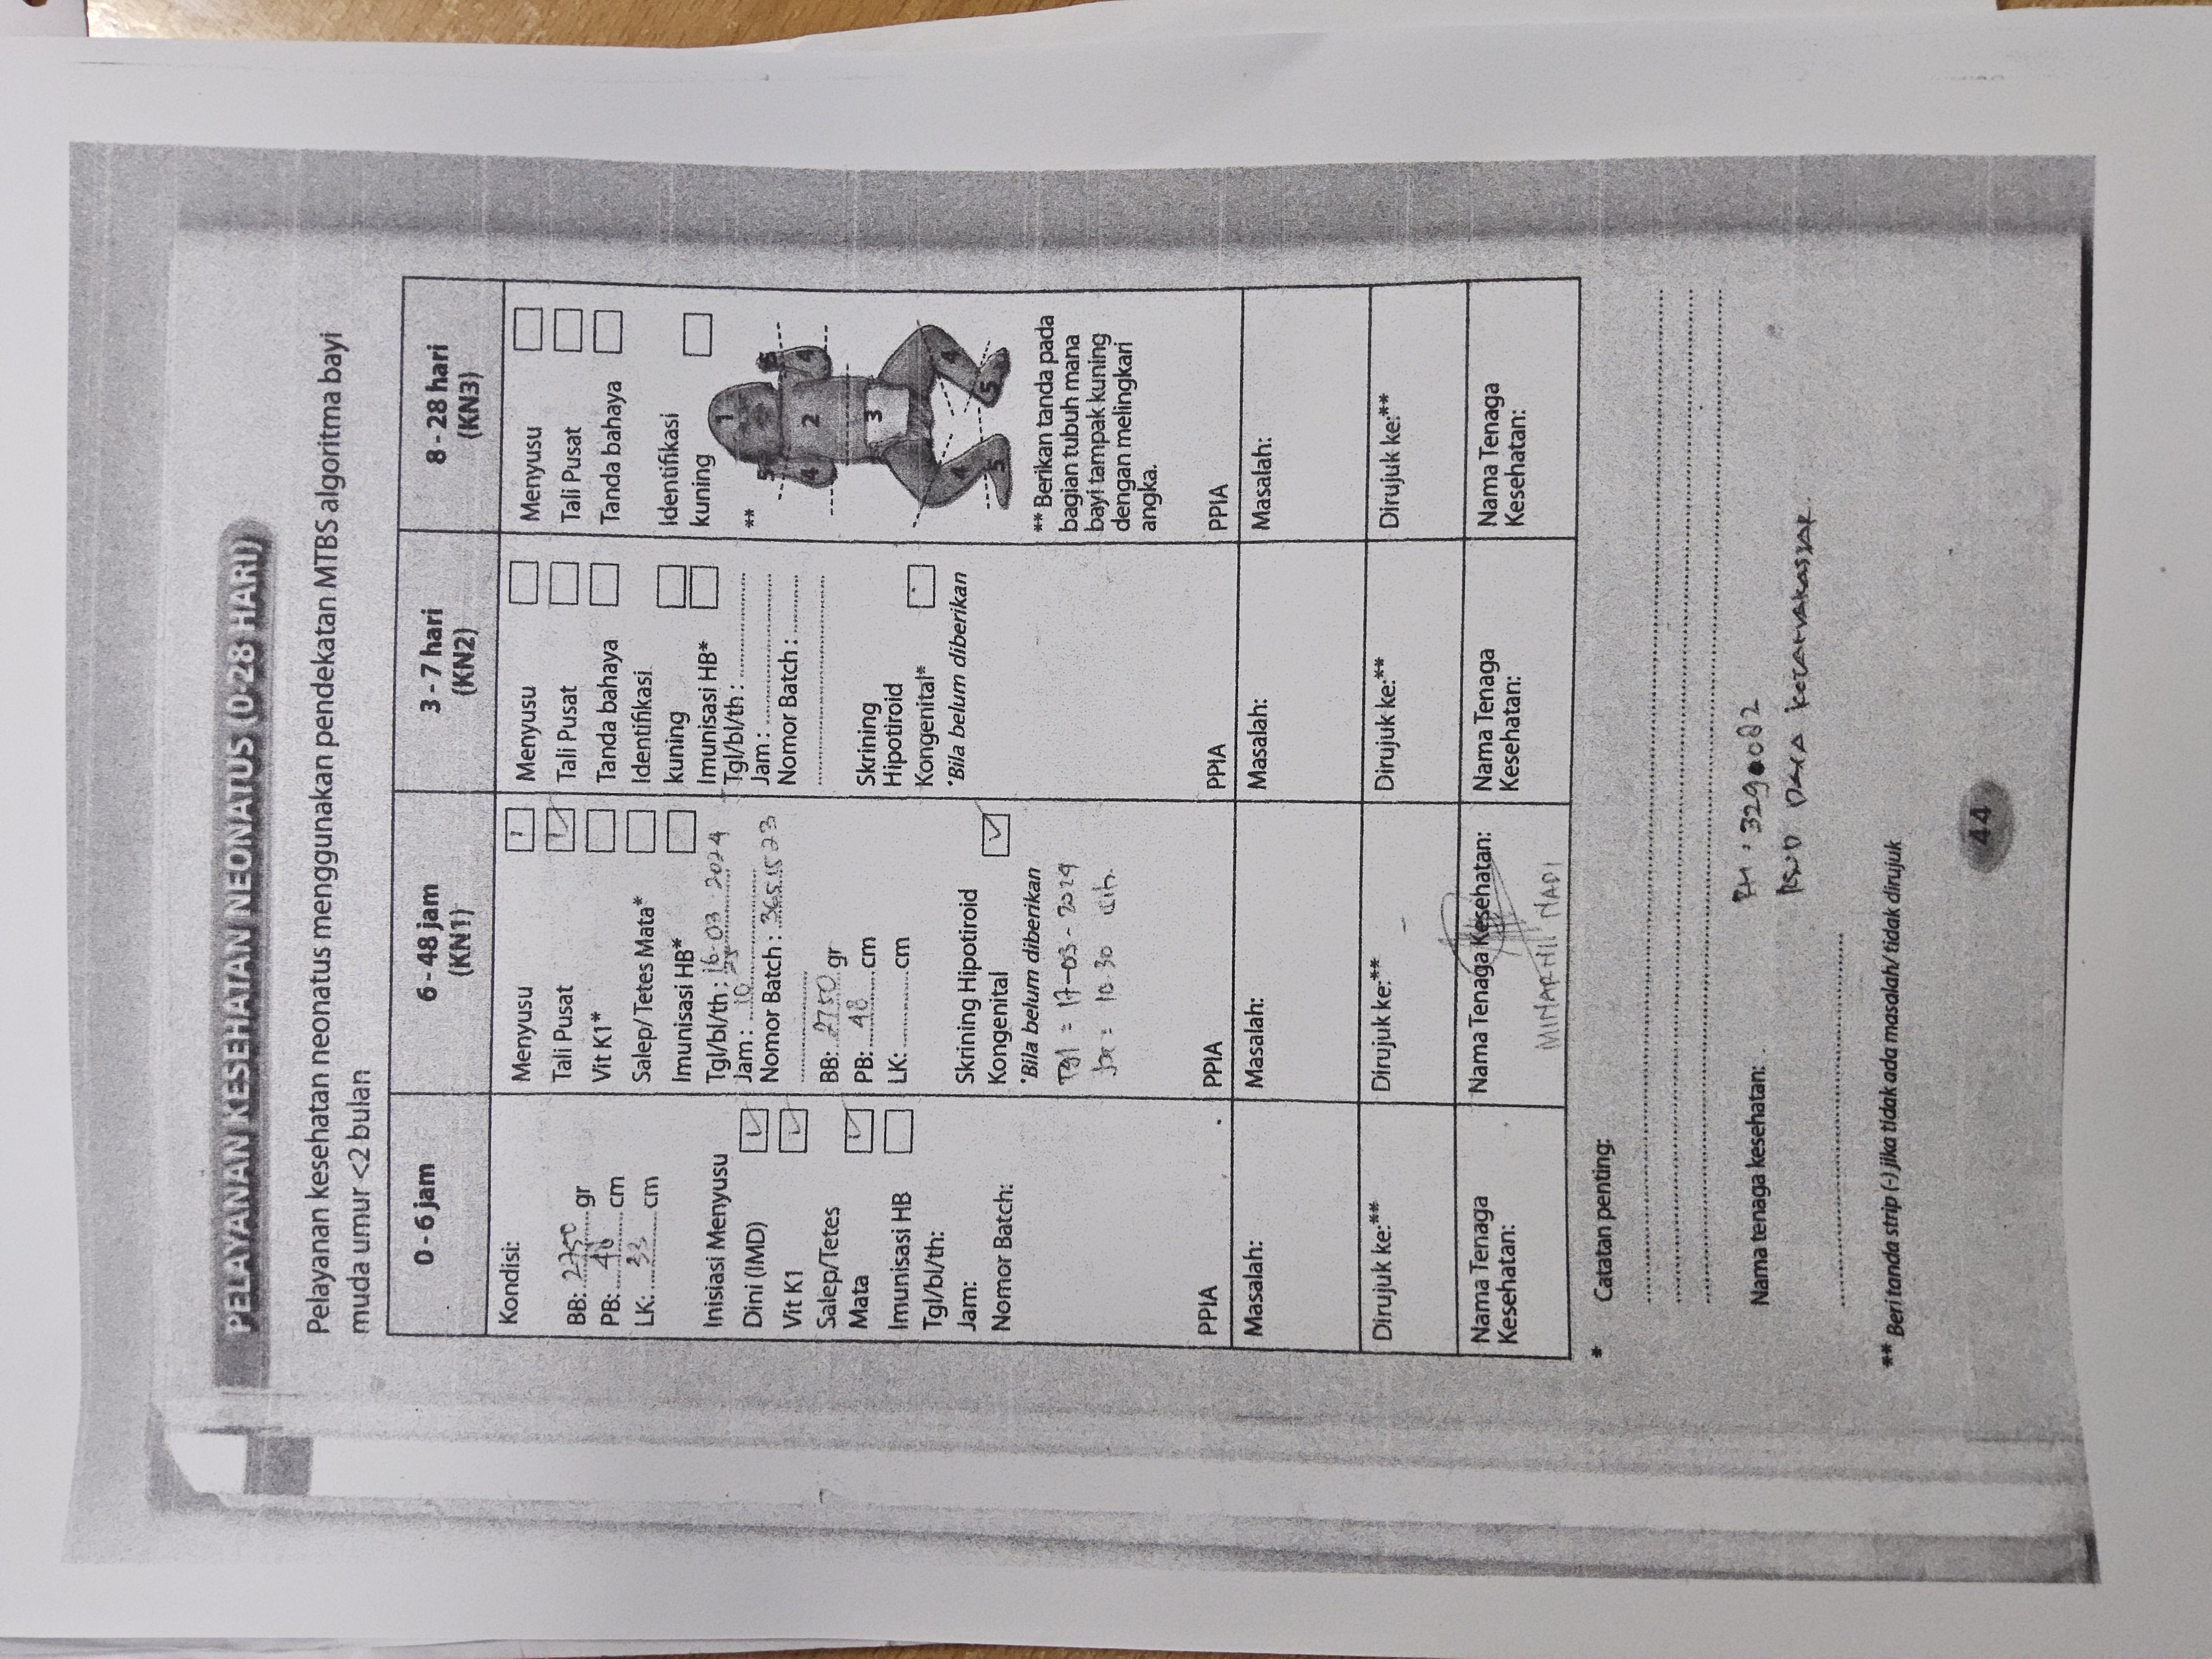 PELAYANAN KESEHATAN NEONATUS (0-28 HARI)
Pelayanan kesehatan neonatus menggunakan pendekatan MTBS algoritma bayi
muda umur <2 bulan
0 - 6 jam
Kondisi:
BB: 2750 gr
PB: 48 cm
LK: 33 cm
Inisiasi Menyusu
Dini (IMD)
Vit K1
Salep/Tetes
Mata
Imunisasi HB
Tgl/bl/th:
Jam:
Nomor Batch:
PPIA
Masalah:
Dirujuk ke:**
Nama Tenaga
Kesehatan:
6 - 48 jam
(KN1)
Menyusu
Tali Pusat
Vit K1*
Salep/Tetes Mata*
Imunisasi HB*
Tgl/bl/th: 16-03-2024
Jam: 10
Nomor Batch: 3651523
BB: 2750 gr
PB: 48 cm
LK: cm
Skrining Hipotiroid
Kongenital
*Bila belum diberikan
Tgl = 17-03-2024
= 10.30
PPIA
Masalah:
Dirujuk ke:** -
Nama Tenaga Kesehatan:
3 - 7 hari
(KN2)
Menyusu
Tali Pusat
Tanda bahaya
Identifikasi
kuning
Imunisasi HB*
Tgl/bl/th:
Jam:
Nomor Batch:
Skrining
Hipotiroid
Kongenital*
*Bila belum diberikan
PPIA
Masalah:
Dirujuk ke:**
Nama Tenaga
Kesehatan:
8 - 28 hari
(KN3)
Menyusu
Tali Pusat
Tanda bahaya
Identifikasi
kuning
**
1
5
5
4
2
4
3
4
4
5
5
** Berikan tanda pada
bagian tubuh mana
bayi tampak kuning
dengan melingkari
angka.
PPIA
Masalah:
Dirujuk ke:**
Nama Tenaga
Kesehatan:
* Catatan penting:
3290082
RSUD DAYA KOTA MAKASSAR
Nama tenaga kesehatan:
** Beri tanda strip (-) jika tidak ada masalah/ tidak dirujuk
44